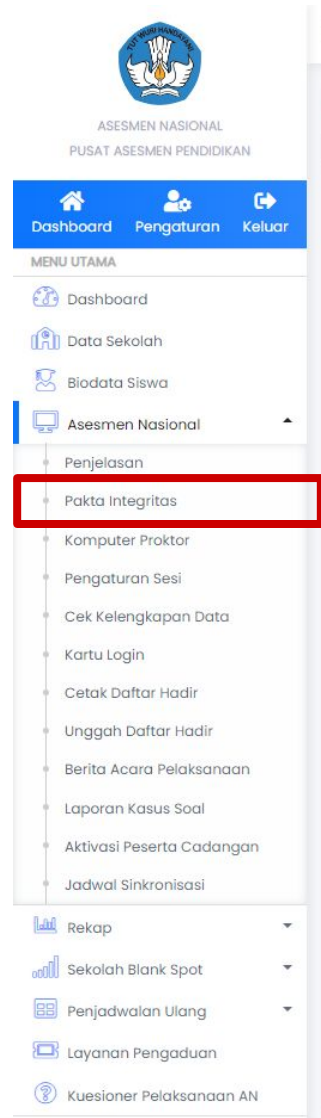 TUT WURI HANDAYANI
ASESMEN NASIONAL
PUSAT ASESMEN PENDIDIKAN
Dashboard Pengaturan Keluar
MENU UTAMA
Dashboard
Data Sekolah
Biodata Siswa
Asesmen Nasional
Penjelasan
Pakta Integritas
Komputer Proktor
Pengaturan Sesi
Cek Kelengkapan Data
Kartu Login
Cetak Daftar Hadir
Unggah Daftar Hadir
Berita Acara Pelaksanaan
Laporan Kasus Soal
Aktivasi Peserta Cadangan
Jadwal Sinkronisasi
Rekap
Sekolah Blank Spot
Penjadwalan Ulang
Layanan Pengaduan
Kuesioner Pelaksanaan AN